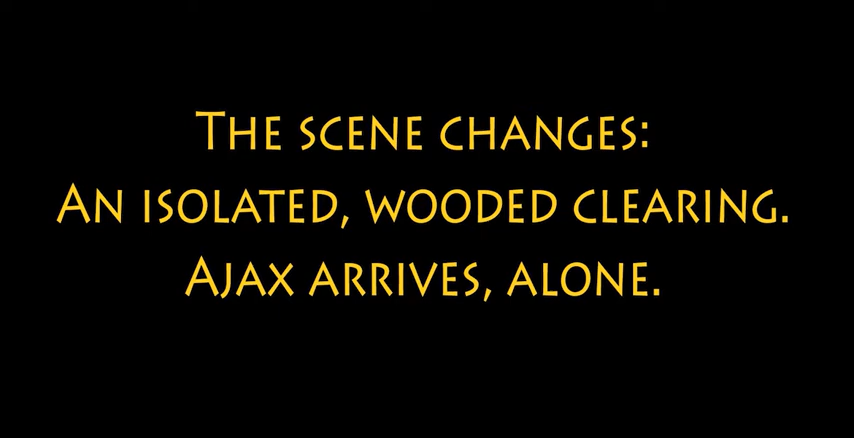 The scene changes:
An isolated, wooded clearing.
Ajax arrives, alone.